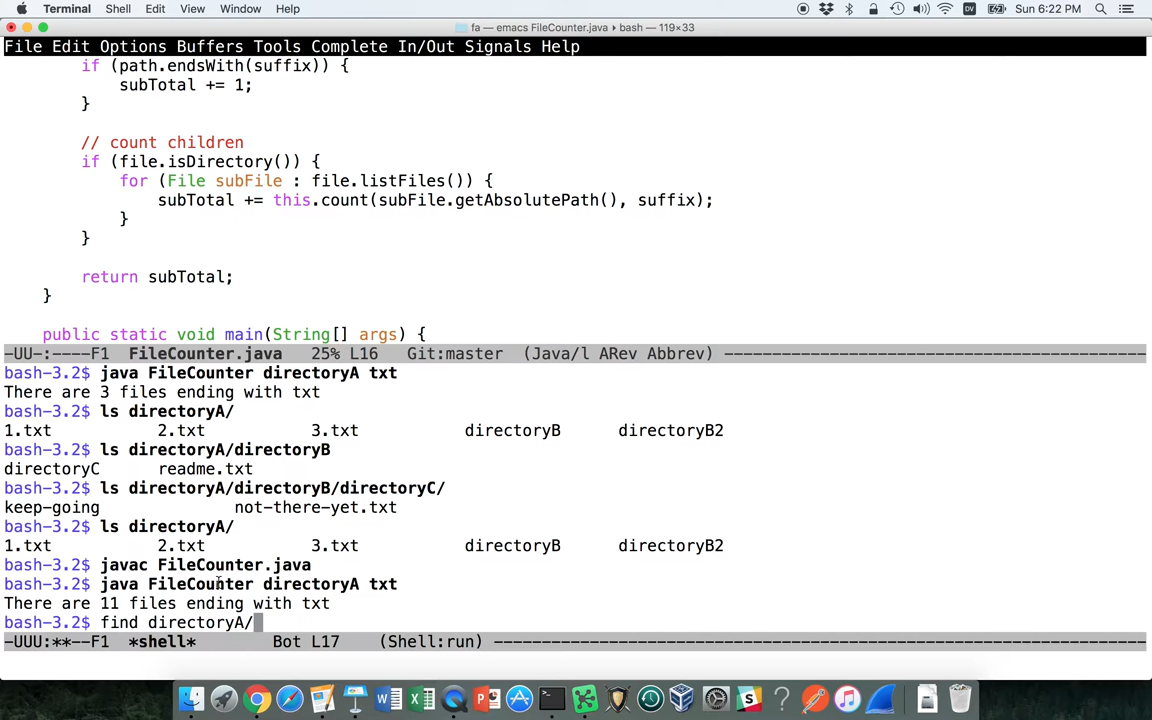 Terminal Shell Edit View Window Help Sun 6:22 PM
fa — emacs FileCounter.java ▸ bash — 119×33
File Edit Options Buffers Tools Complete In/Out Signals Help
if (path.endsWith(suffix)) {
subTotal += 1;
}
// count children
if (file.isDirectory()) {
for (File subFile : file.listFiles()) {
subTotal += this.count(subFile.getAbsolutePath(), suffix);
}
}
return subTotal;
}
public static void main(String[] args) {
-UU-:----F1 FileCounter.java 25% L16 Git:master (Java/l ARev Abbrev) ---------------------------------------------
bash-3.2$ java FileCounter directoryA txt
There are 3 files ending with txt
bash-3.2$ ls directoryA/
1.txt 2.txt 3.txt directoryB directoryB2
bash-3.2$ ls directoryA/directoryB
directoryC readme.txt
bash-3.2$ ls directoryA/directoryB/directoryC/
keep-going not-there-yet.txt
bash-3.2$ ls directoryA/
1.txt 2.txt 3.txt directoryB directoryB2
bash-3.2$ javac FileCounter.java
bash-3.2$ java FileCounter directoryA txt
There are 11 files ending with txt
bash-3.2$ find directoryA/
-UUU:**--F1 *shell* Bot L17 (Shell:run) --------------------------------------------------------------------